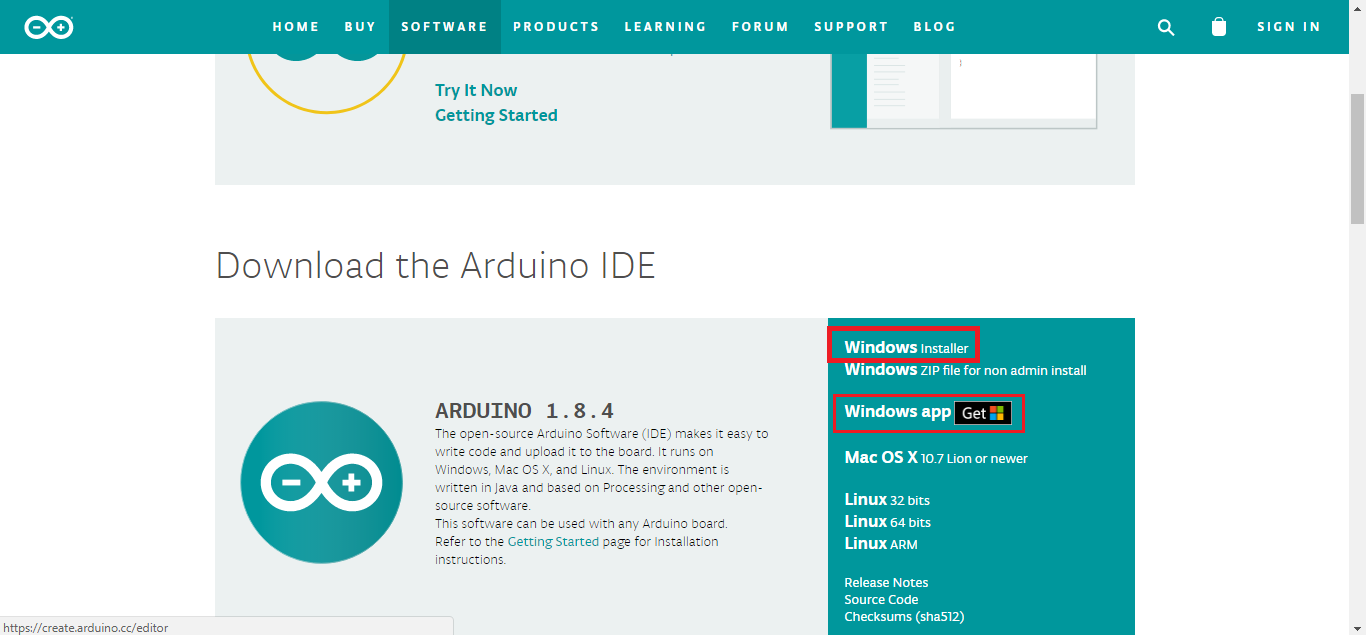 HOME BUY SOFTWARE PRODUCTS LEARNING FORUM SUPPORT BLOG SIGN IN
Try It Now
Getting Started
Download the Arduino IDE
ARDUINO 1.8.4
The open-source Arduino Software (IDE) makes it easy to
write code and upload it to the board. It runs on
Windows, Mac OS X, and Linux. The environment is
written in Java and based on Processing and other open-
source software.
This software can be used with any Arduino board.
Refer to the Getting Started page for Installation
instructions.
Windows Installer
Windows ZIP file for non admin install
Windows app Get
Mac OS X 10.7 Lion or newer
Linux 32 bits
Linux 64 bits
Linux ARM
Release Notes
Source Code
Checksums (sha512)
https://create.arduino.cc/editor